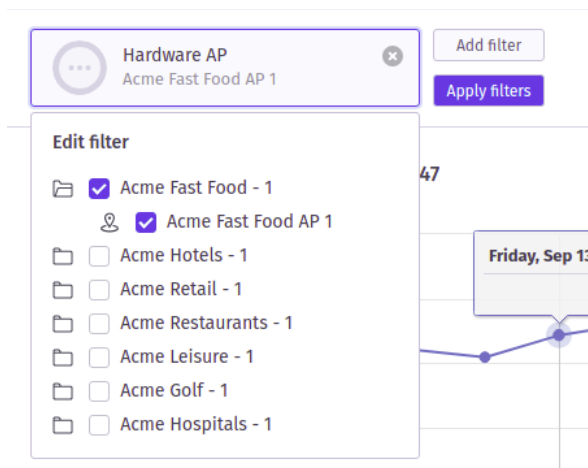 Hardware AP
Acme Fast Food AP 1
Add filter
Apply filters
Edit filter
Acme Fast Food - 1
Acme Fast Food AP 1
Acme Hotels - 1
Acme Retail - 1
Acme Restaurants - 1
Acme Leisure - 1
Acme Golf - 1
Acme Hospitals - 1
47
Friday, Sep 13